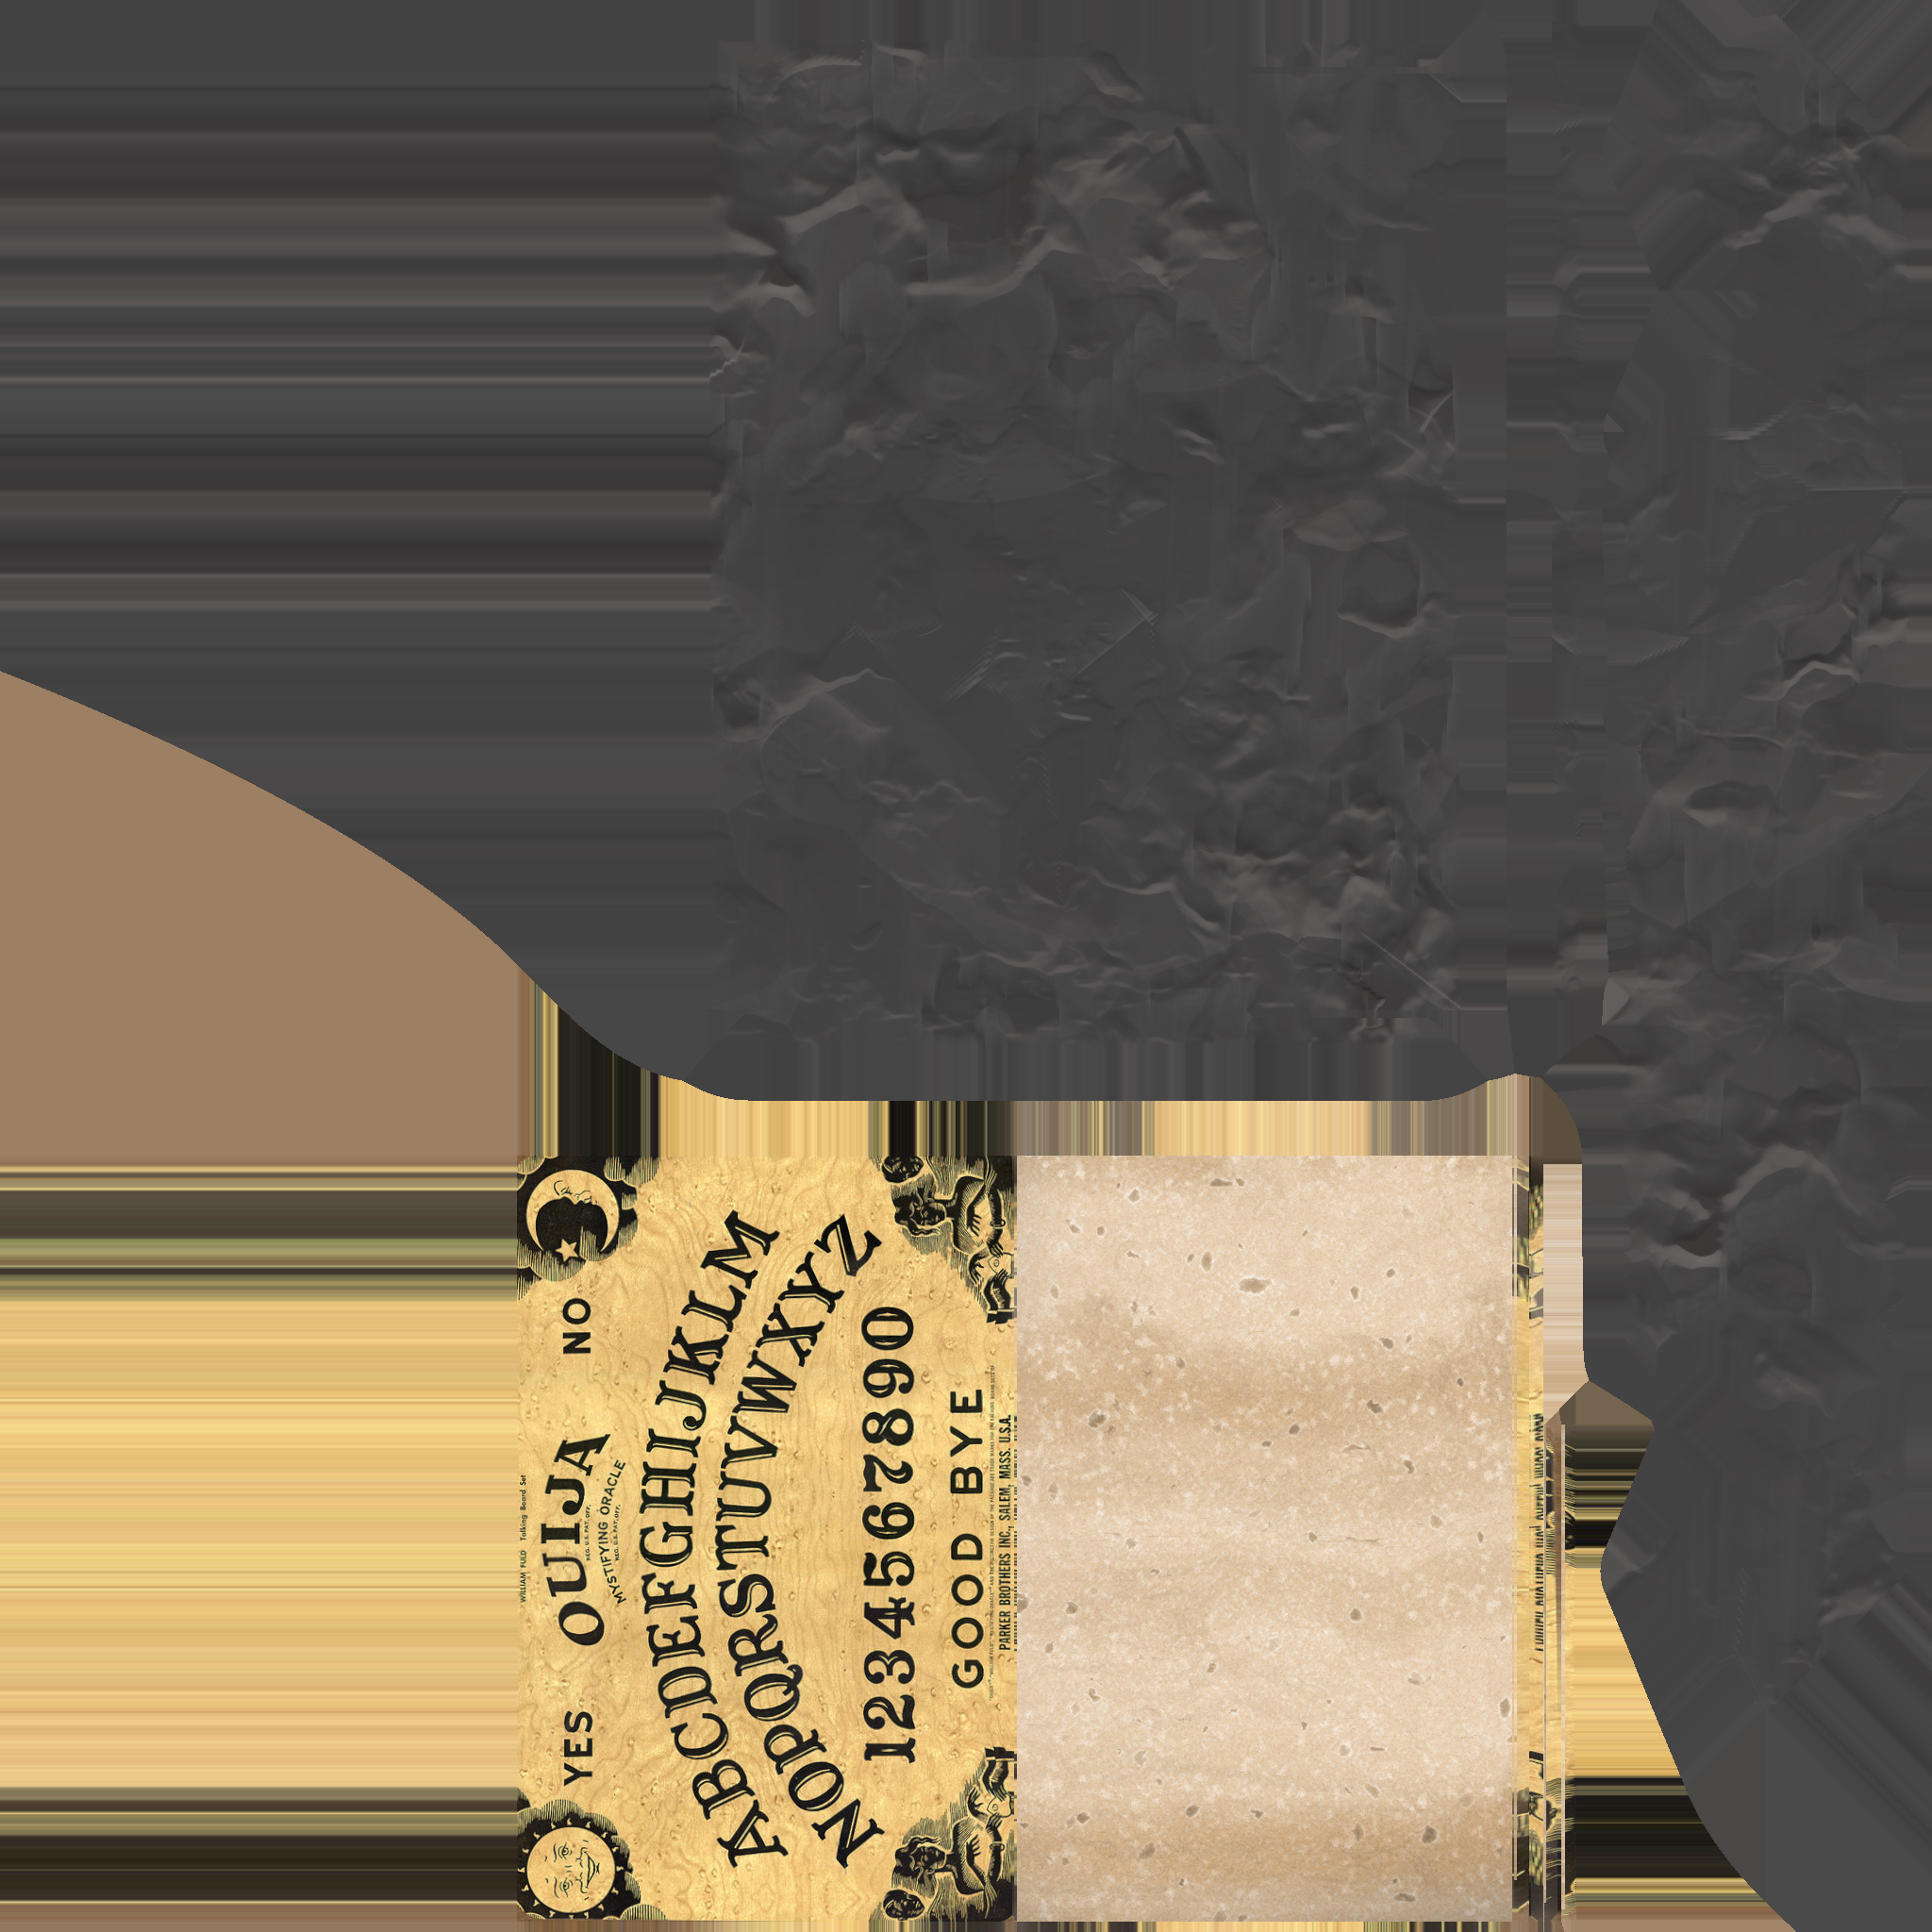 WILLIAM FULD Talking Board Set
YES OUIJA NO
REG. U.S. PAT. OFF.
MYSTIFYING ORACLE
REG. U.S. PAT. OFF.
ABCDEFGHIJKLM
NOPQRSTUVWXYZ
1234567890
GOOD BYE
PARKER BROTHERS INC., SALEM, MASS. U.S.A.